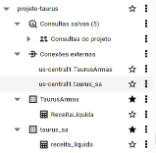 projeto-taurus
Consultas salvas (5)
Consultas do projeto
Conexões externas
us-central1.TaurusArmas
us-central1.taurus_sa
TaurusArmas
ReceitaLiquida
taurus_sa
receita_liquida